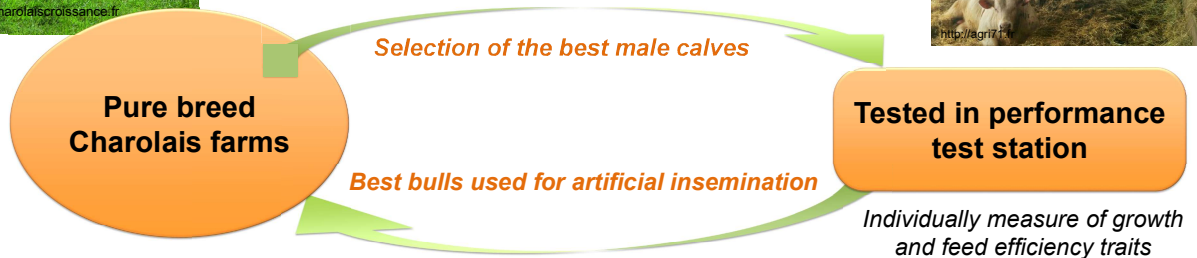 harolaiscroissance.fr
http://agri71.fr
Selection of the best male calves
Pure breed
Charolais farms
Tested in performance
test station
Best bulls used for artificial insemination
Individually measure of growth
and feed efficiency traits